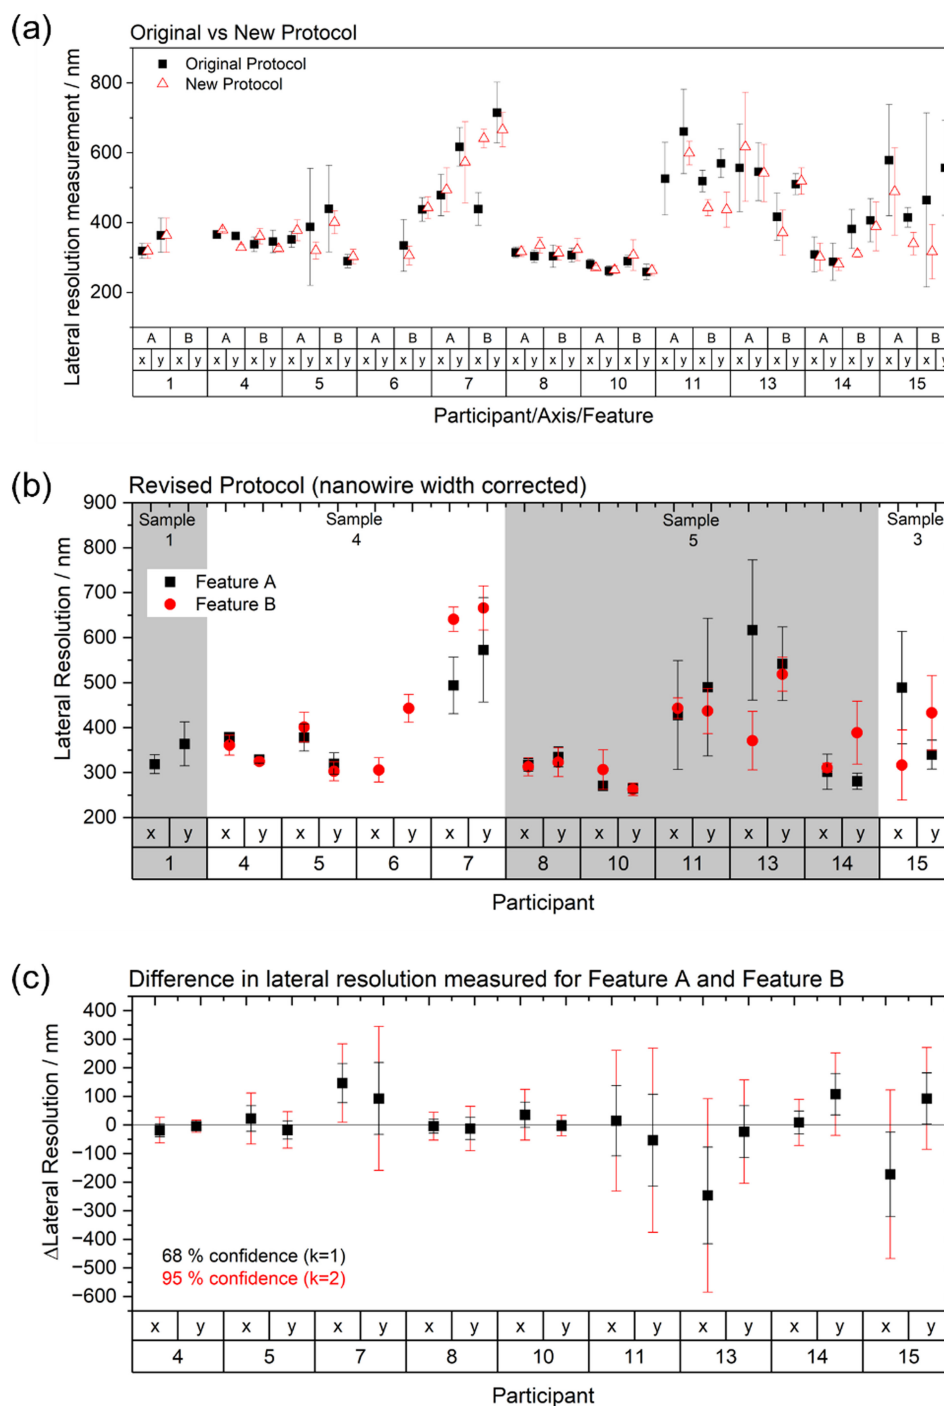 (a)
Original vs New Protocol
Original Protocol
New Protocol
Lateral resolution measurement / nm
800
600
400
200
A B A B A B A B A B A B A B A B A B A B A B
x y x y x y x y x y x y x y x y x y x y x y x y x y x y x y x y x y x y x y x y x y x y
1 4 5 6 7 8 10 11 13 14 15
Participant/Axis/Feature
(b)
Revised Protocol (nanowire width corrected)
900
800
700
600
500
400
300
200
Lateral Resolution / nm
Sample Sample Sample Sample
1 4 5 3
Feature A
Feature B
x y x y x y x y x y x y x y x y x y x y x y
1 4 5 6 7 8 10 11 13 14 15
Participant
(c)
Difference in lateral resolution measured for Feature A and Feature B
400
300
200
100
0
−100
−200
−300
−400
−500
−600
ΔLateral Resolution / nm
68 % confidence (k=1)
95 % confidence (k=2)
x y x y x y x y x y x y x y x y x y
4 5 7 8 10 11 13 14 15
Participant